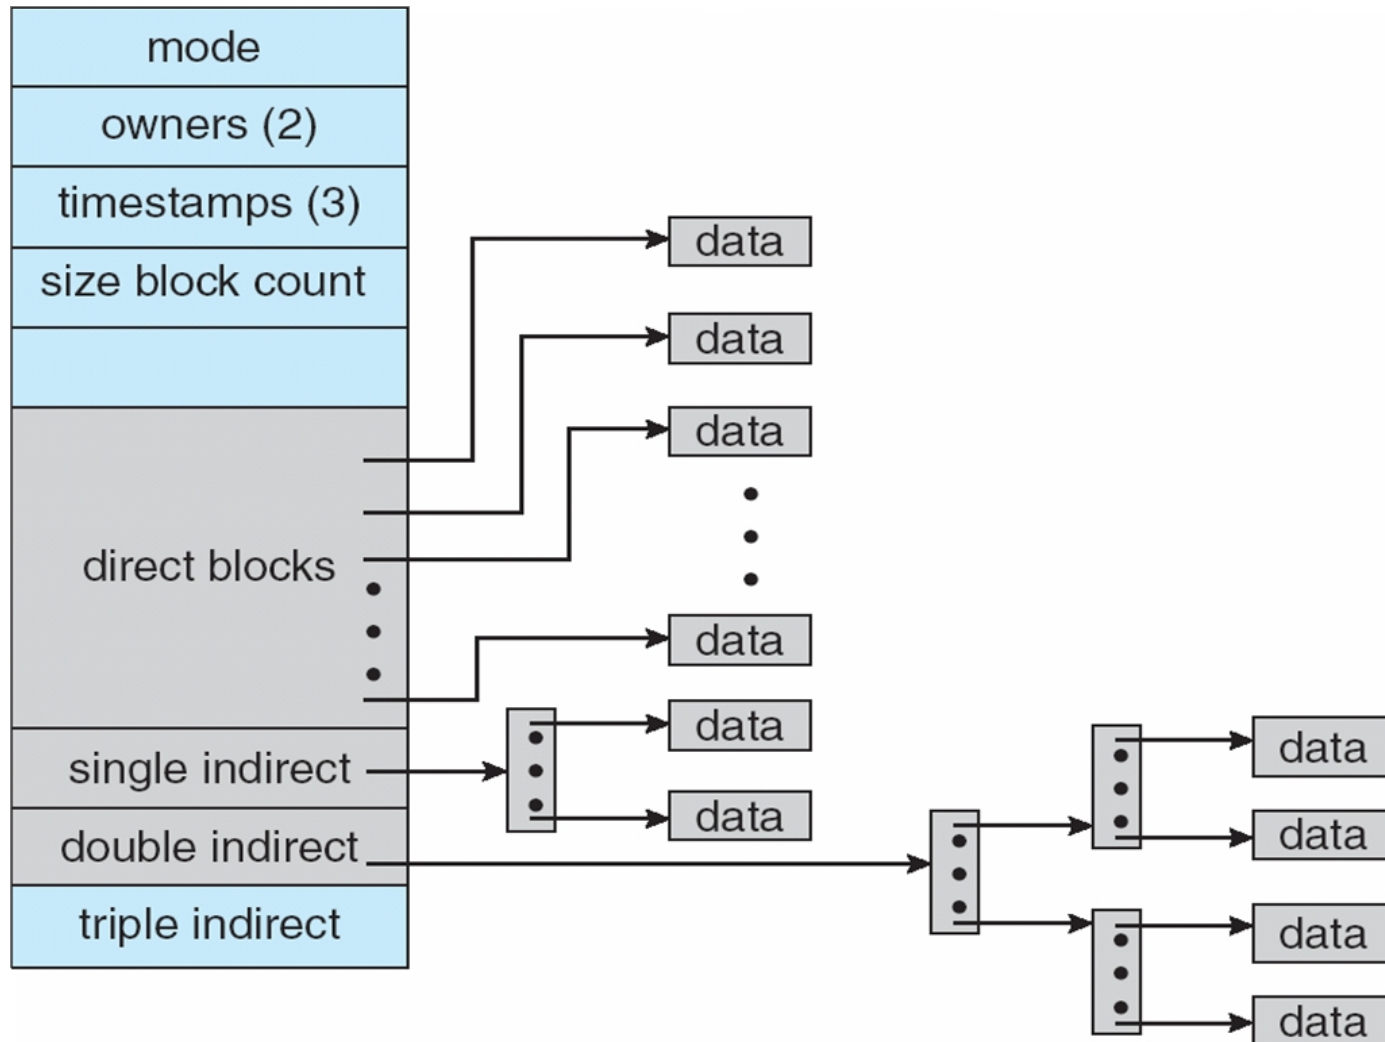 mode
owners (2)
timestamps (3)
size block count
direct blocks
single indirect
double indirect
triple indirect
data
data
data
data
data
data
data
data
data
data